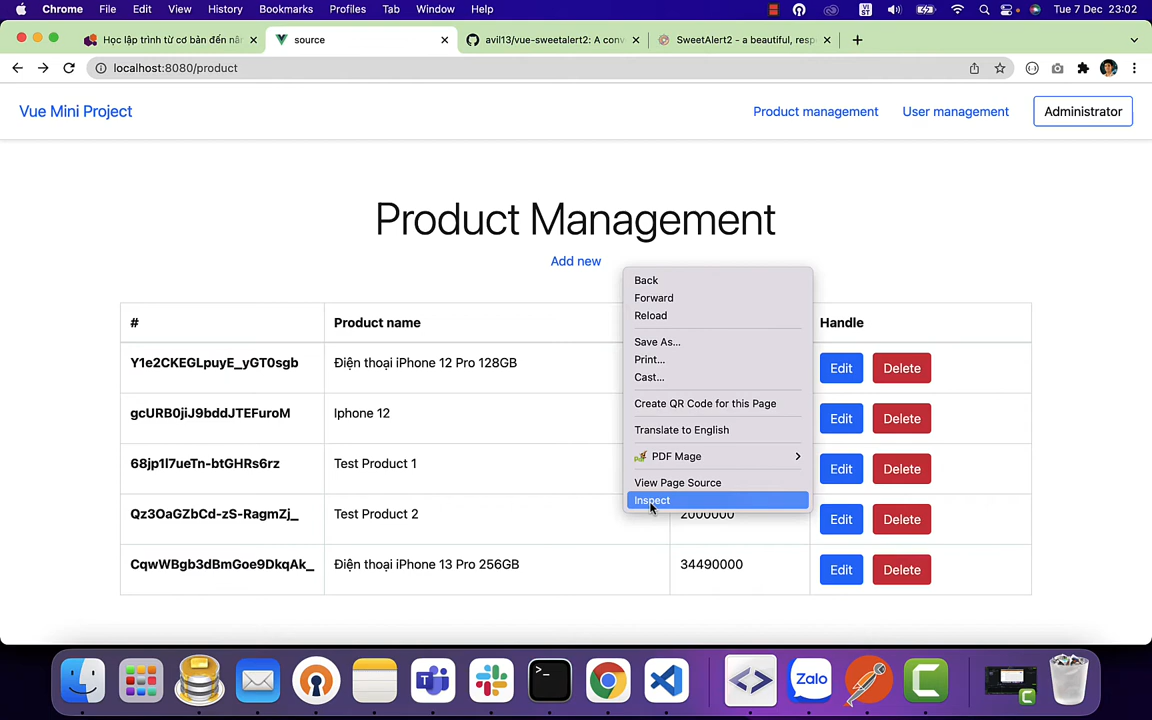 Chrome File Edit View History Bookmarks Profiles Tab Window Help
VI
ST
Tue 7 Dec 23:02
Học lập trình từ cơ bản đến nân
source
avil13/vue-sweetalert2: A conv
SweetAlert2 - a beautiful, resp
localhost:8080/product
Vue Mini Project
Product management
User management
Administrator
Product Management
Add new
# Product name Handle
Y1e2CKEGLpuyE_yGT0sgb Điện thoại iPhone 12 Pro 128GB Edit Delete
gcURB0jiJ9bddJTEFuroM Iphone 12 Edit Delete
68jp1I7ueTn-btGHRs6rz Test Product 1 Edit Delete
Qz3OaGZbCd-zS-RagmZj_ Test Product 2 2000000 Edit Delete
CqwWBgb3dBmGoe9DkqAk_ Điện thoại iPhone 13 Pro 256GB 34490000 Edit Delete
Back
Forward
Reload
Save As...
Print...
Cast...
Create QR Code for this Page
Translate to English
PDF Mage
View Page Source
Inspect
Zalo